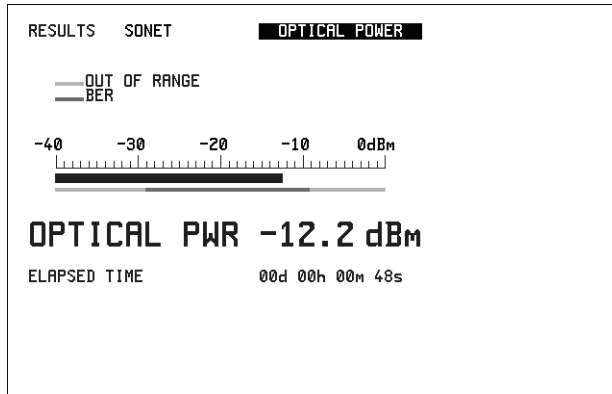 RESULTS SONET OPTICAL POWER
OUT OF RANGE
BER
-40 -30 -20 -10 0dBm
OPTICAL PWR -12.2 dBm
ELAPSED TIME 00d 00h 00m 48s